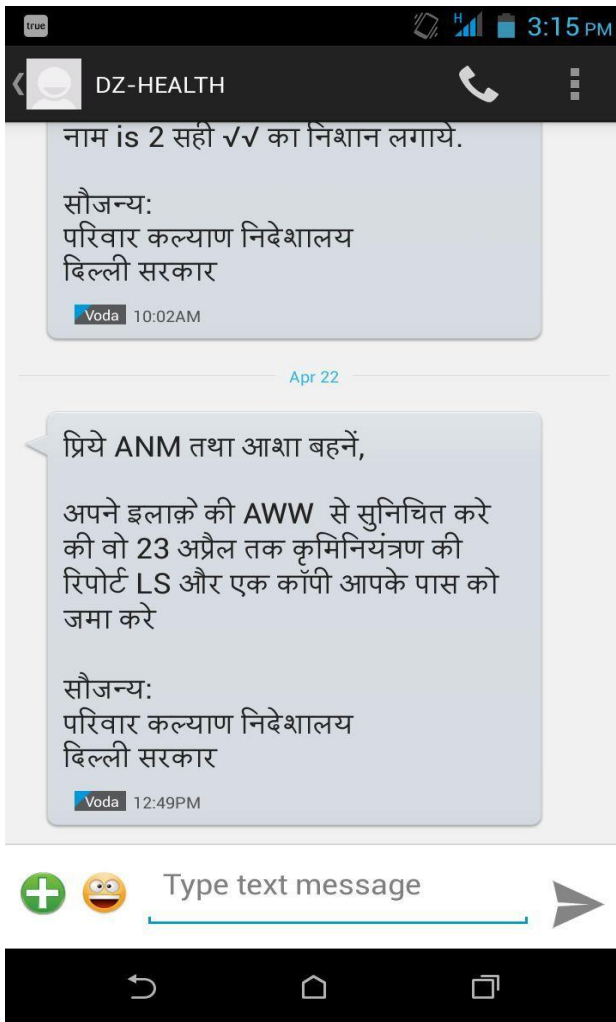 true
H
3:15 PM
DZ-HEALTH
नाम is 2 सही √√ का निशान लगाये.
सौजन्य:
परिवार कल्याण निदेशालय
दिल्ली सरकार
Voda 10:02AM
Apr 22
प्रिये ANM तथा आशा बहनें,
अपने इलाक़े की AWW से सुनिचित करे
की वो 23 अप्रैल तक कृमिनियंत्रण की
रिपोर्ट LS और एक कॉपी आपके पास को
जमा करे
सौजन्य:
परिवार कल्याण निदेशालय
दिल्ली सरकार
Voda 12:49PM
Type text message